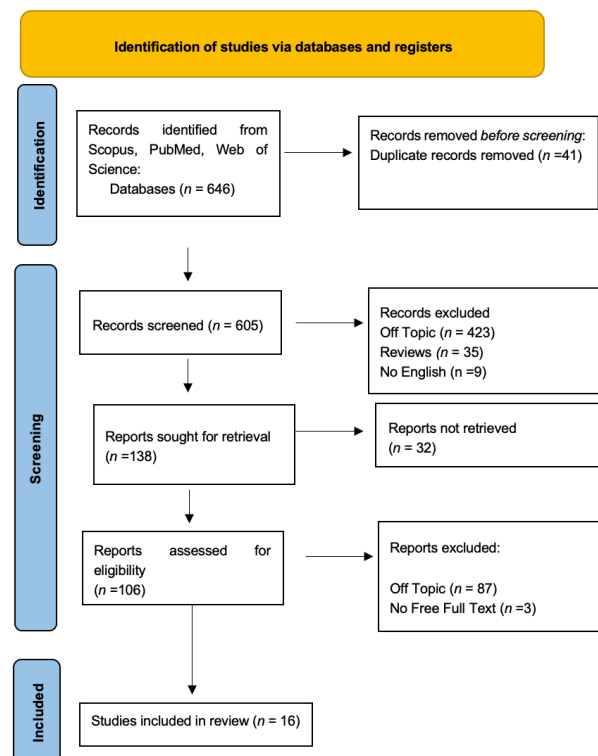 Identification of studies via databases and registers
Identification
Records identified from
Scopus, PubMed, Web of
Science:
Databases (n = 646)
Records removed before screening:
Duplicate records removed (n =41)
Screening
Records screened (n = 605)
Records excluded
Off Topic (n = 423)
Reviews (n = 35)
No English (n =9)
Reports sought for retrieval
(n =138)
Reports not retrieved
(n = 32)
Reports assessed for
eligibility
(n =106)
Reports excluded:
Off Topic (n = 87)
No Free Full Text (n =3)
Included
Studies included in review (n = 16)